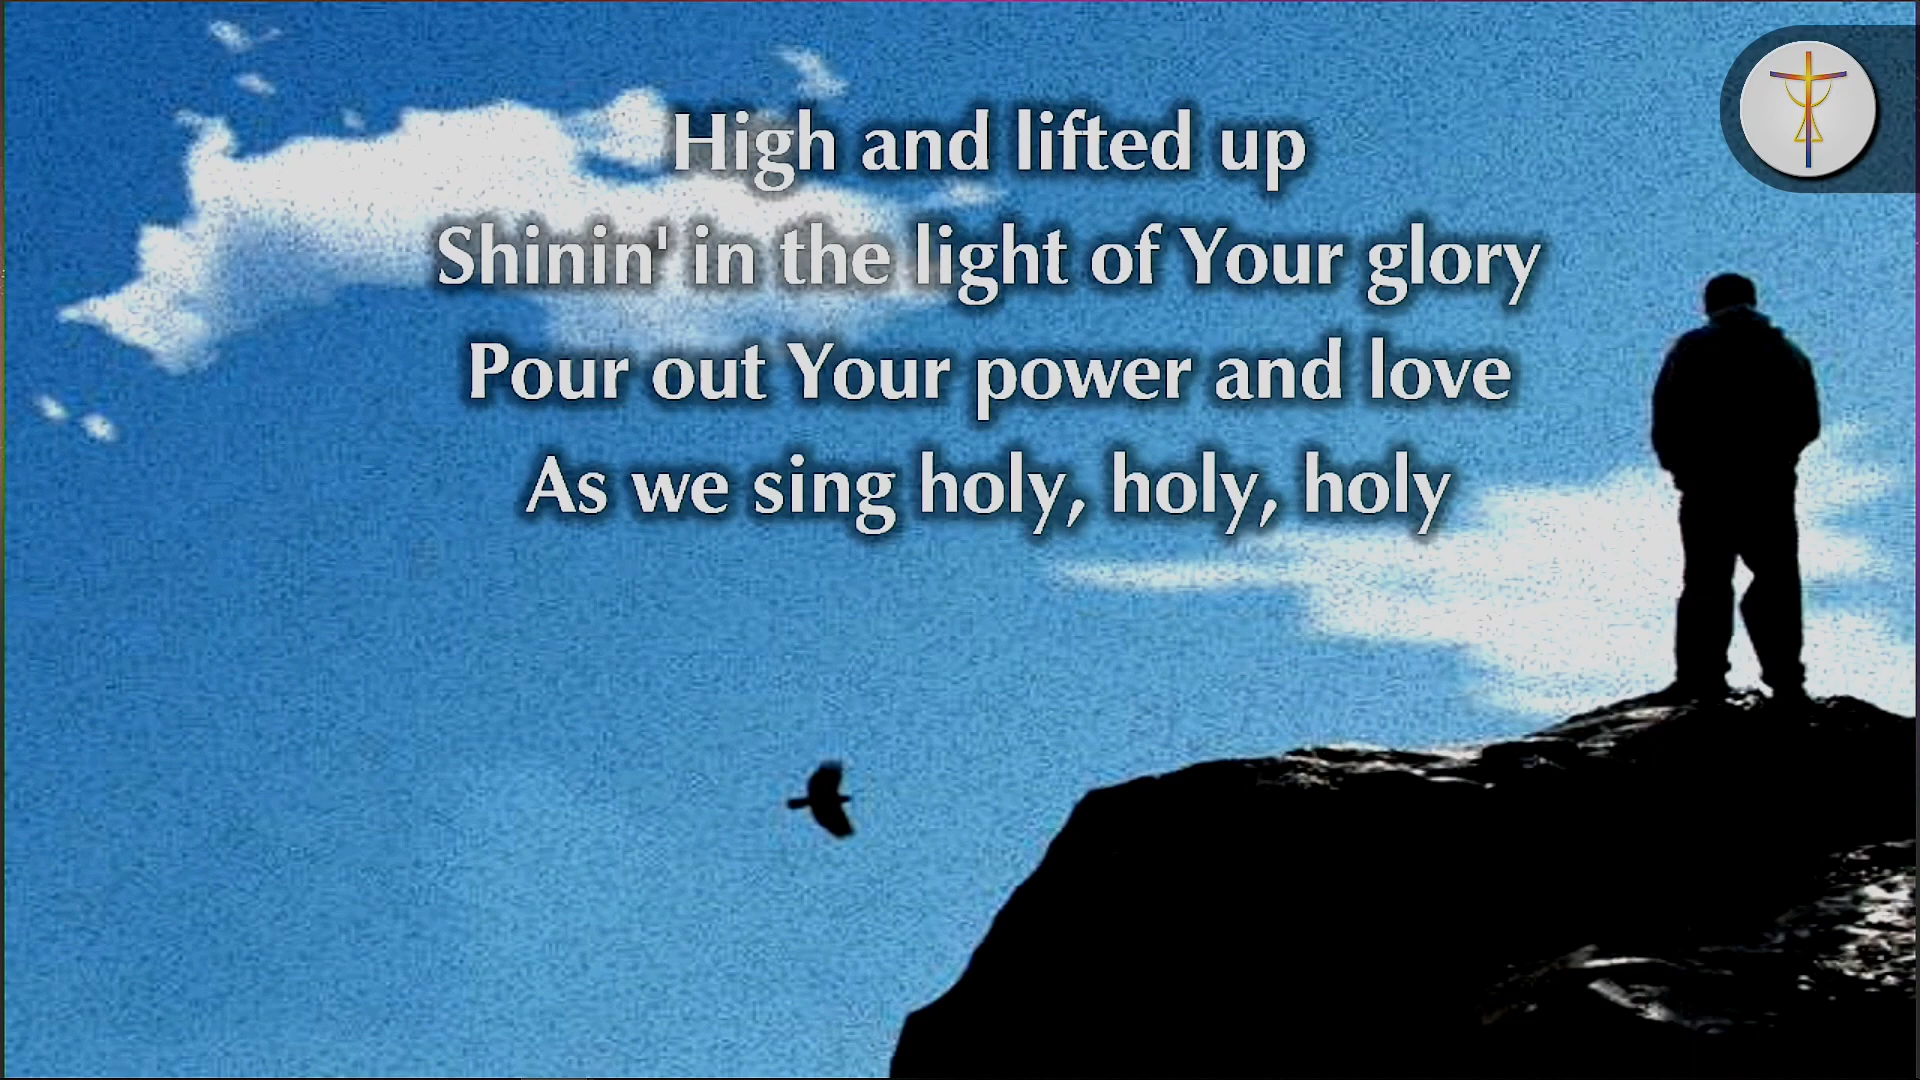 High and lifted up
Shinin' in the light of Your glory
Pour out Your power and love
As we sing holy, holy, holy